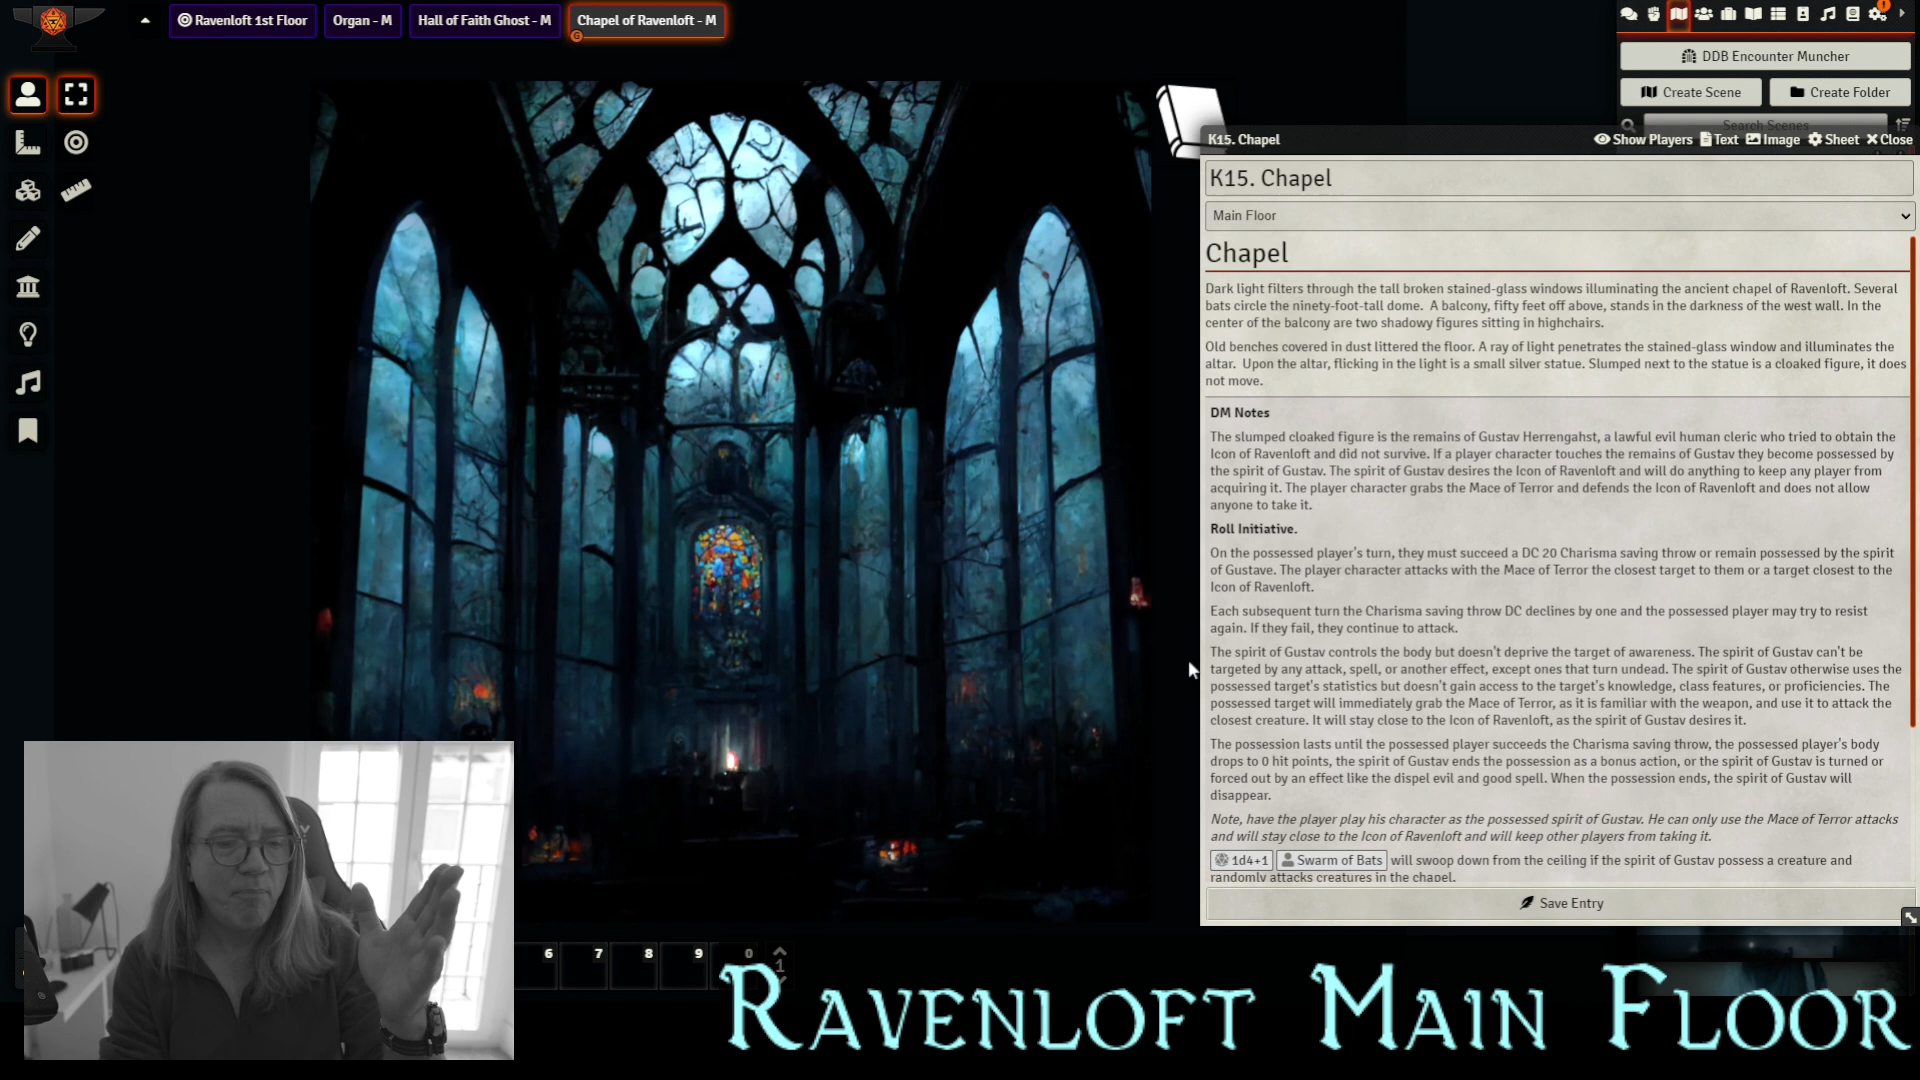 Ravenloft 1st Floor
Organ - M
Hall of Faith Ghost - M
Chapel of Ravenloft - M
G
DDB Encounter Muncher
Create Scene
Create Folder
Search Scenes
K15. Chapel
Show Players
Text
Image
Sheet
Close
K15. Chapel
Main Floor
Chapel
Dark light filters through the tall broken stained-glass windows illuminating the ancient chapel of Ravenloft. Several
bats circle the ninety-foot-tall dome. A balcony, fifty feet off above, stands in the darkness of the west wall. In the
center of the balcony are two shadowy figures sitting in highchairs.
Old benches covered in dust littered the floor. A ray of light penetrates the stained-glass window and illuminates the
altar. Upon the altar, flicking in the light is a small silver statue. Slumped next to the statue is a cloaked figure, it does
not move.
DM Notes
The slumped cloaked figure is the remains of Gustav Herrengahst, a lawful evil human cleric who tried to obtain the
Icon of Ravenloft and did not survive. If a player character touches the remains of Gustav they become possessed by
the spirit of Gustav. The spirit of Gustav desires the Icon of Ravenloft and will do anything to keep any player from
acquiring it. The player character grabs the Mace of Terror and defends the Icon of Ravenloft and does not allow
anyone to take it.
Roll Initiative.
On the possessed player's turn, they must succeed a DC 20 Charisma saving throw or remain possessed by the spirit
of Gustave. The player character attacks with the Mace of Terror the closest target to them or a target closest to the
Icon of Ravenloft.
Each subsequent turn the Charisma saving throw DC declines by one and the possessed player may try to resist
again. If they fail, they continue to attack.
The spirit of Gustav controls the body but doesn't deprive the target of awareness. The spirit of Gustav can't be
targeted by any attack, spell, or another effect, except ones that turn undead. The spirit of Gustav otherwise uses the
possessed target's statistics but doesn't gain access to the target's knowledge, class features, or proficiencies. The
possessed target will immediately grab the Mace of Terror, as it is familiar with the weapon, and use it to attack the
closest creature. It will stay close to the Icon of Ravenloft, as the spirit of Gustav desires it.
The possession lasts until the possessed player succeeds the Charisma saving throw, the possessed player's body
drops to 0 hit points, the spirit of Gustav ends the possession as a bonus action, or the spirit of Gustav is turned or
forced out by an effect like the dispel evil and good spell. When the possession ends, the spirit of Gustav will
disappear.
Note, have the player play his character as the possessed spirit of Gustav. He can only use the Mace of Terror attacks
and will stay close to the Icon of Ravenloft and will keep other players from taking it.
1d4+1 Swarm of Bats will swoop down from the ceiling if the spirit of Gustav possess a creature and
randomly attacks creatures in the chapel.
Save Entry
6 7 8 9 0 1
Ravenloft Main Floor